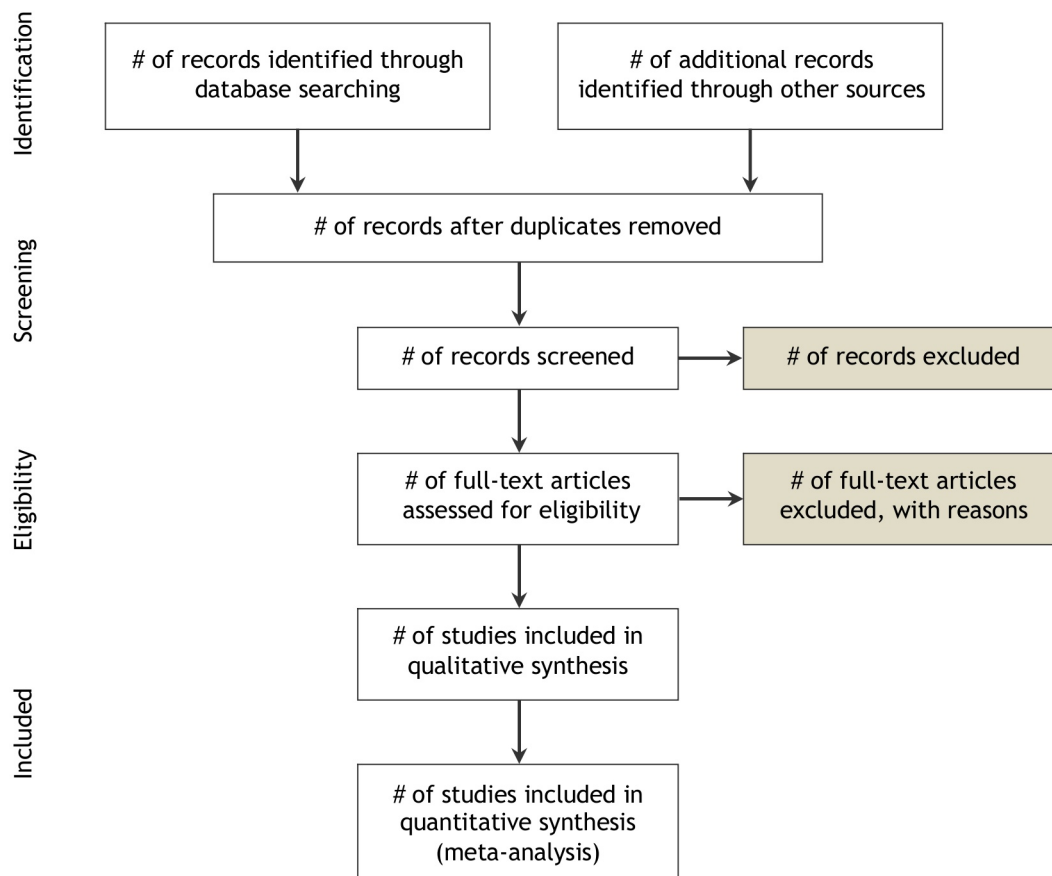 Identification
# of records identified through
database searching
# of additional records
identified through other sources
Screening
# of records after duplicates removed
# of records screened
# of records excluded
Eligibility
# of full-text articles
assessed for eligibility
# of full-text articles
excluded, with reasons
Included
# of studies included in
qualitative synthesis
# of studies included in
quantitative synthesis
(meta-analysis)